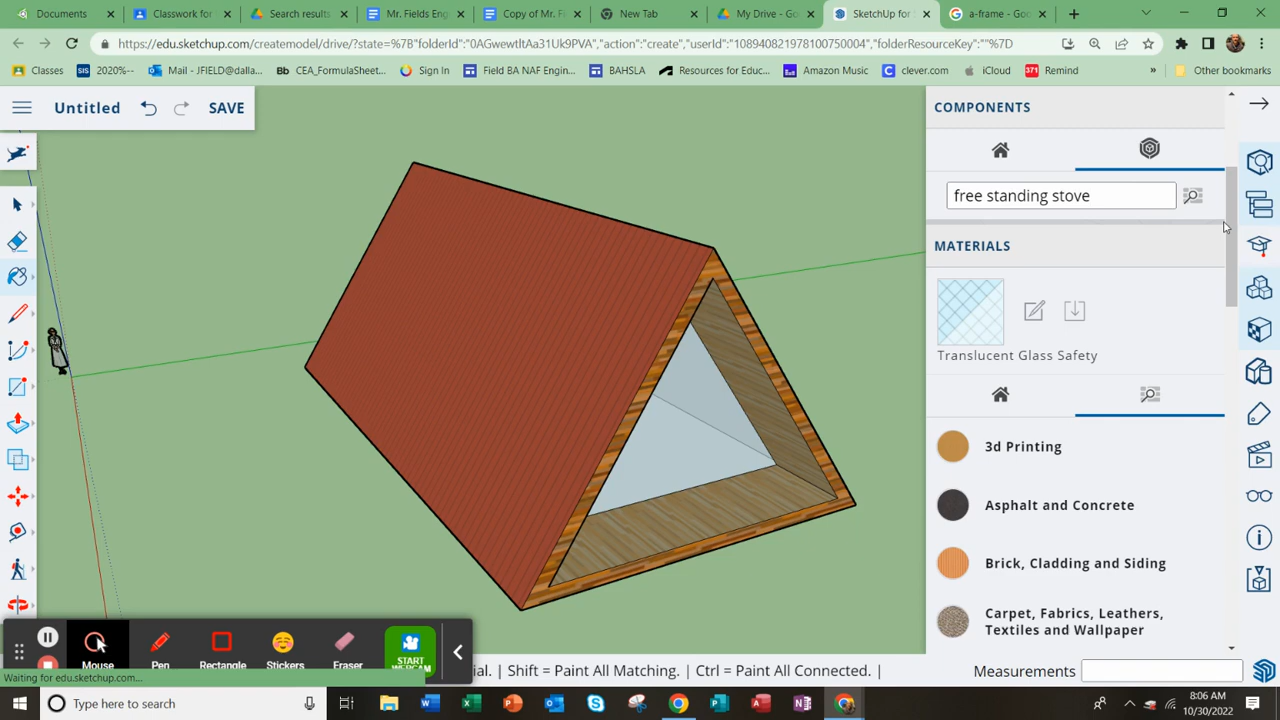 Documents
Classwork for
Search results
Mr. Fields Eng
Copy of Mr. F
New Tab
My Drive - Go
SketchUp for
a-frame - Goo
https://edu.sketchup.com/createmodel/drive/?state=%7B"folderId":"0AGwewtltAa31Uk9PVA","action":"create","userId":"108940821978100750004","folderResourceKey":""%7D
Classes
SIS 2020%--
Mail - JFIELD@dalla...
Bb CEA_FormulaSheet...
Sign In
Field BA NAF Engin...
BAHSLA
Resources for Educ...
Amazon Music
clever.com
iCloud
371 Remind
»
Other bookmarks
Untitled
SAVE
COMPONENTS
free standing stove
MATERIALS
Translucent Glass Safety
3d Printing
Asphalt and Concrete
Brick, Cladding and Siding
Carpet, Fabrics, Leathers,
Textiles and Wallpaper
Mouse
Pen
Rectangle
Stickers
Eraser
START
WEBCAM
Waiting for edu.sketchup.com...
ial. | Shift = Paint All Matching. | Ctrl = Paint All Connected. |
Measurements
Type here to search
8:06 AM
10/30/2022